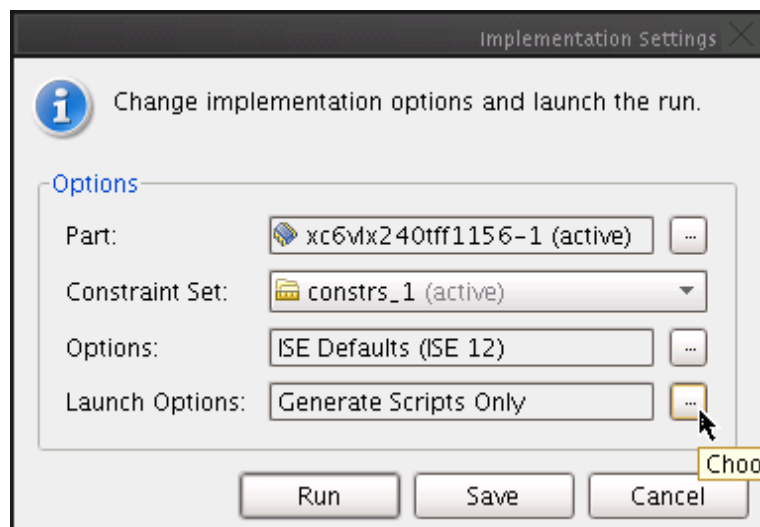 Implementation Settings
Change implementation options and launch the run.
Options
Part: xc6vlx240tff1156-1 (active) ...
Constraint Set: constrs_1 (active)
Options: ISE Defaults (ISE 12) ...
Launch Options: Generate Scripts Only ...
Choo
Run Save Cancel